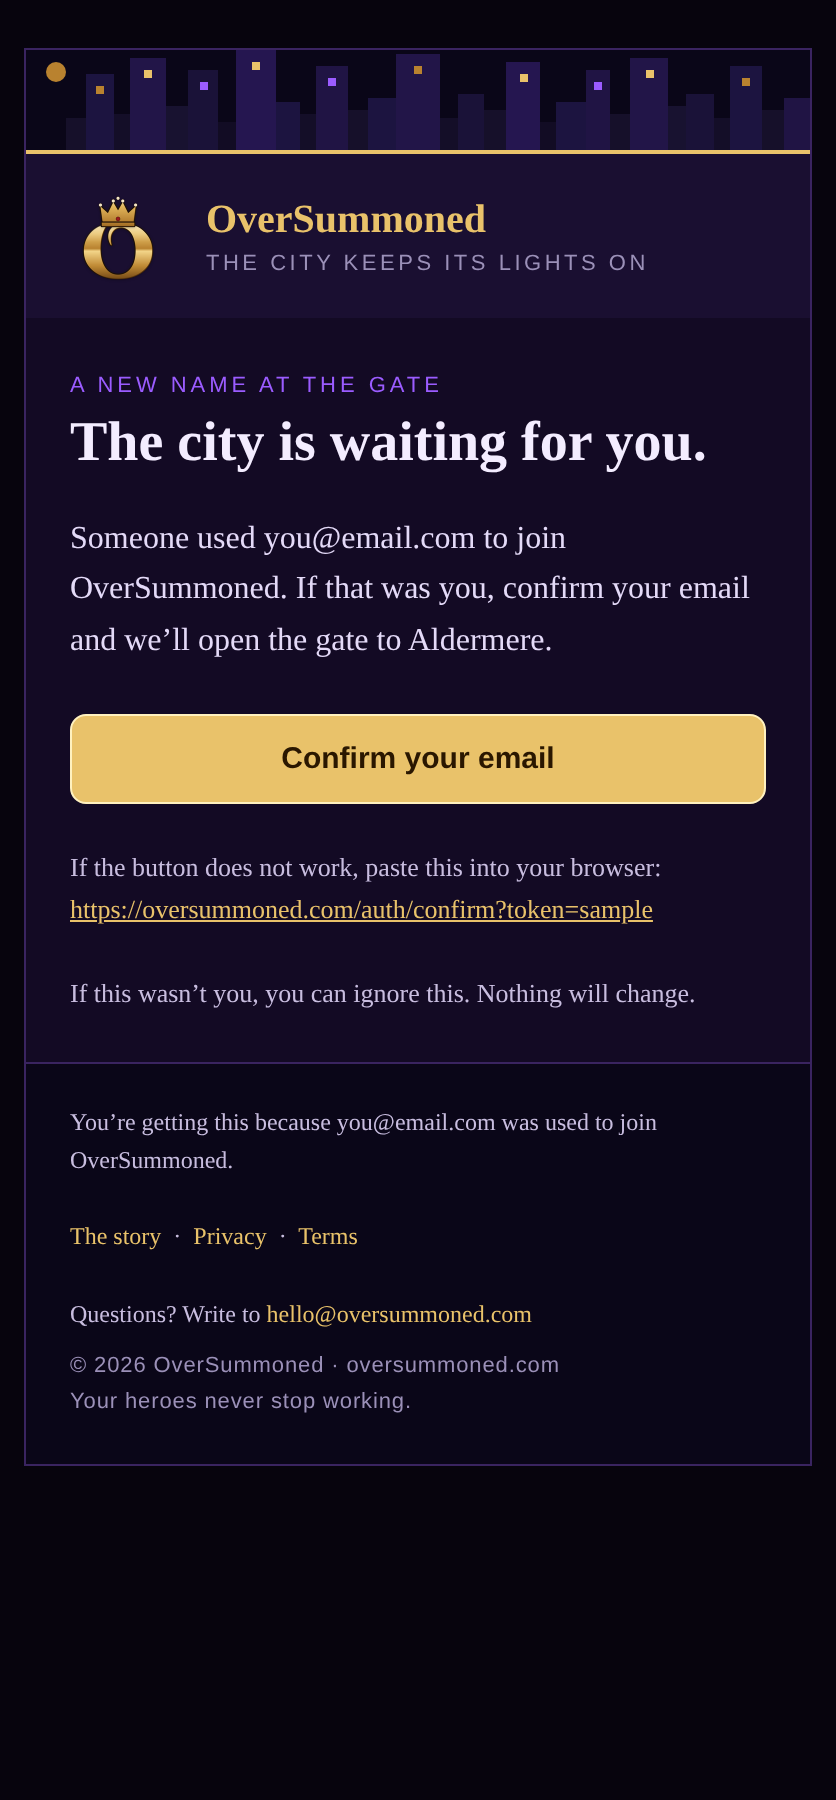 OverSummoned
THE CITY KEEPS ITS LIGHTS ON
A NEW NAME AT THE GATE
The city is waiting for you.
Someone used you@email.com to join
OverSummoned. If that was you, confirm your email
and we’ll open the gate to Aldermere.
Confirm your email
If the button does not work, paste this into your browser:
https://oversummoned.com/auth/confirm?token=sample
If this wasn’t you, you can ignore this. Nothing will change.
You’re getting this because you@email.com was used to join
OverSummoned.
The story · Privacy · Terms
Questions? Write to hello@oversummoned.com
© 2026 OverSummoned · oversummoned.com
Your heroes never stop working.